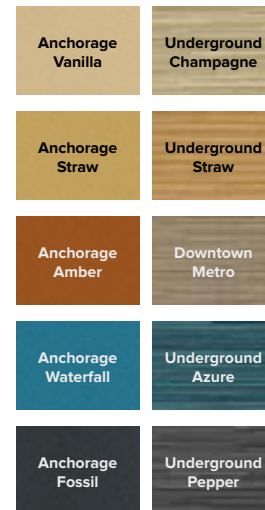 Anchorage
Vanilla
Underground
Champagne
Anchorage
Straw
Underground
Straw
Anchorage
Amber
Downtown
Metro
Anchorage
Waterfall
Underground
Azure
Anchorage
Fossil
Underground
Pepper